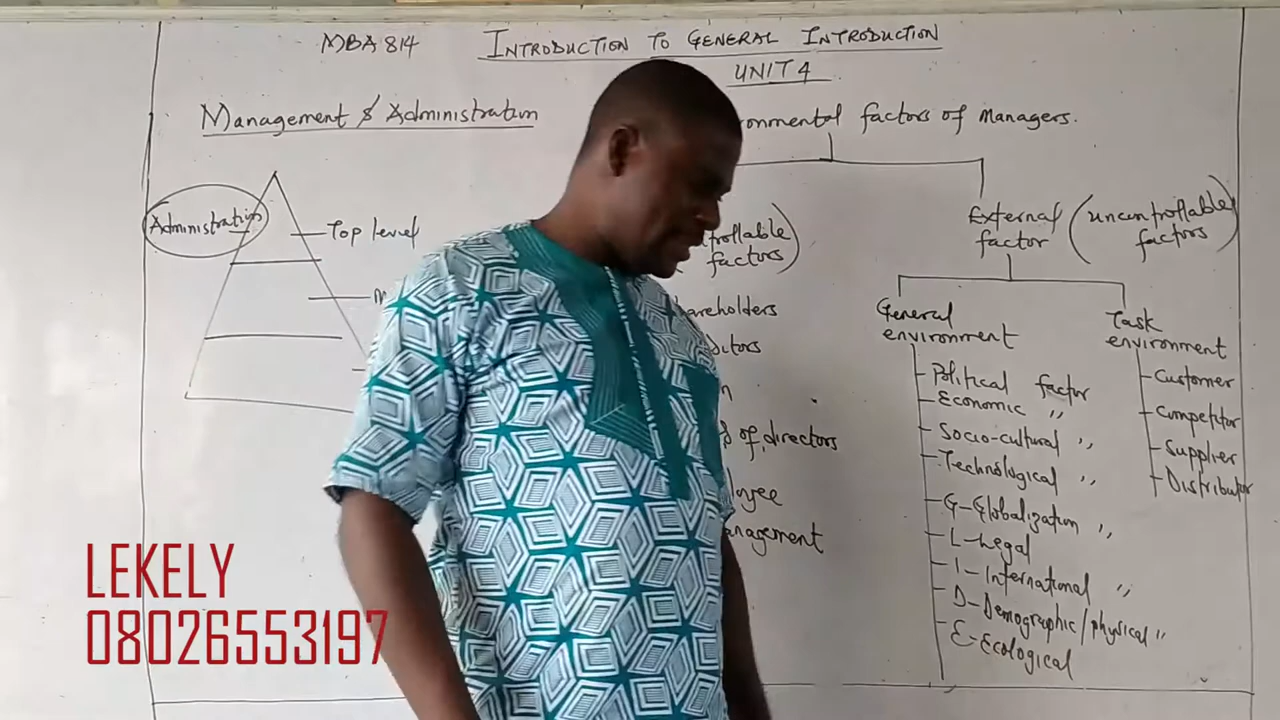 MBA 814 INTRODUCTION TO GENERAL INTRODUCTION
UNIT 4
Management & Administration
factors of managers.
Administration
Top level
External factor (uncontrollable factors)
factors)
General environment
Political factor
Economic ,,
Socio-cultural ,,
Technological ,,
G-Globalization ,,
L-Legal
I-International ,,
D-Demographic/physical ,,
E-Ecological
Task environment
Customer
Competitor
Supplier
Distributor
of directors
LEKELY
08026553197